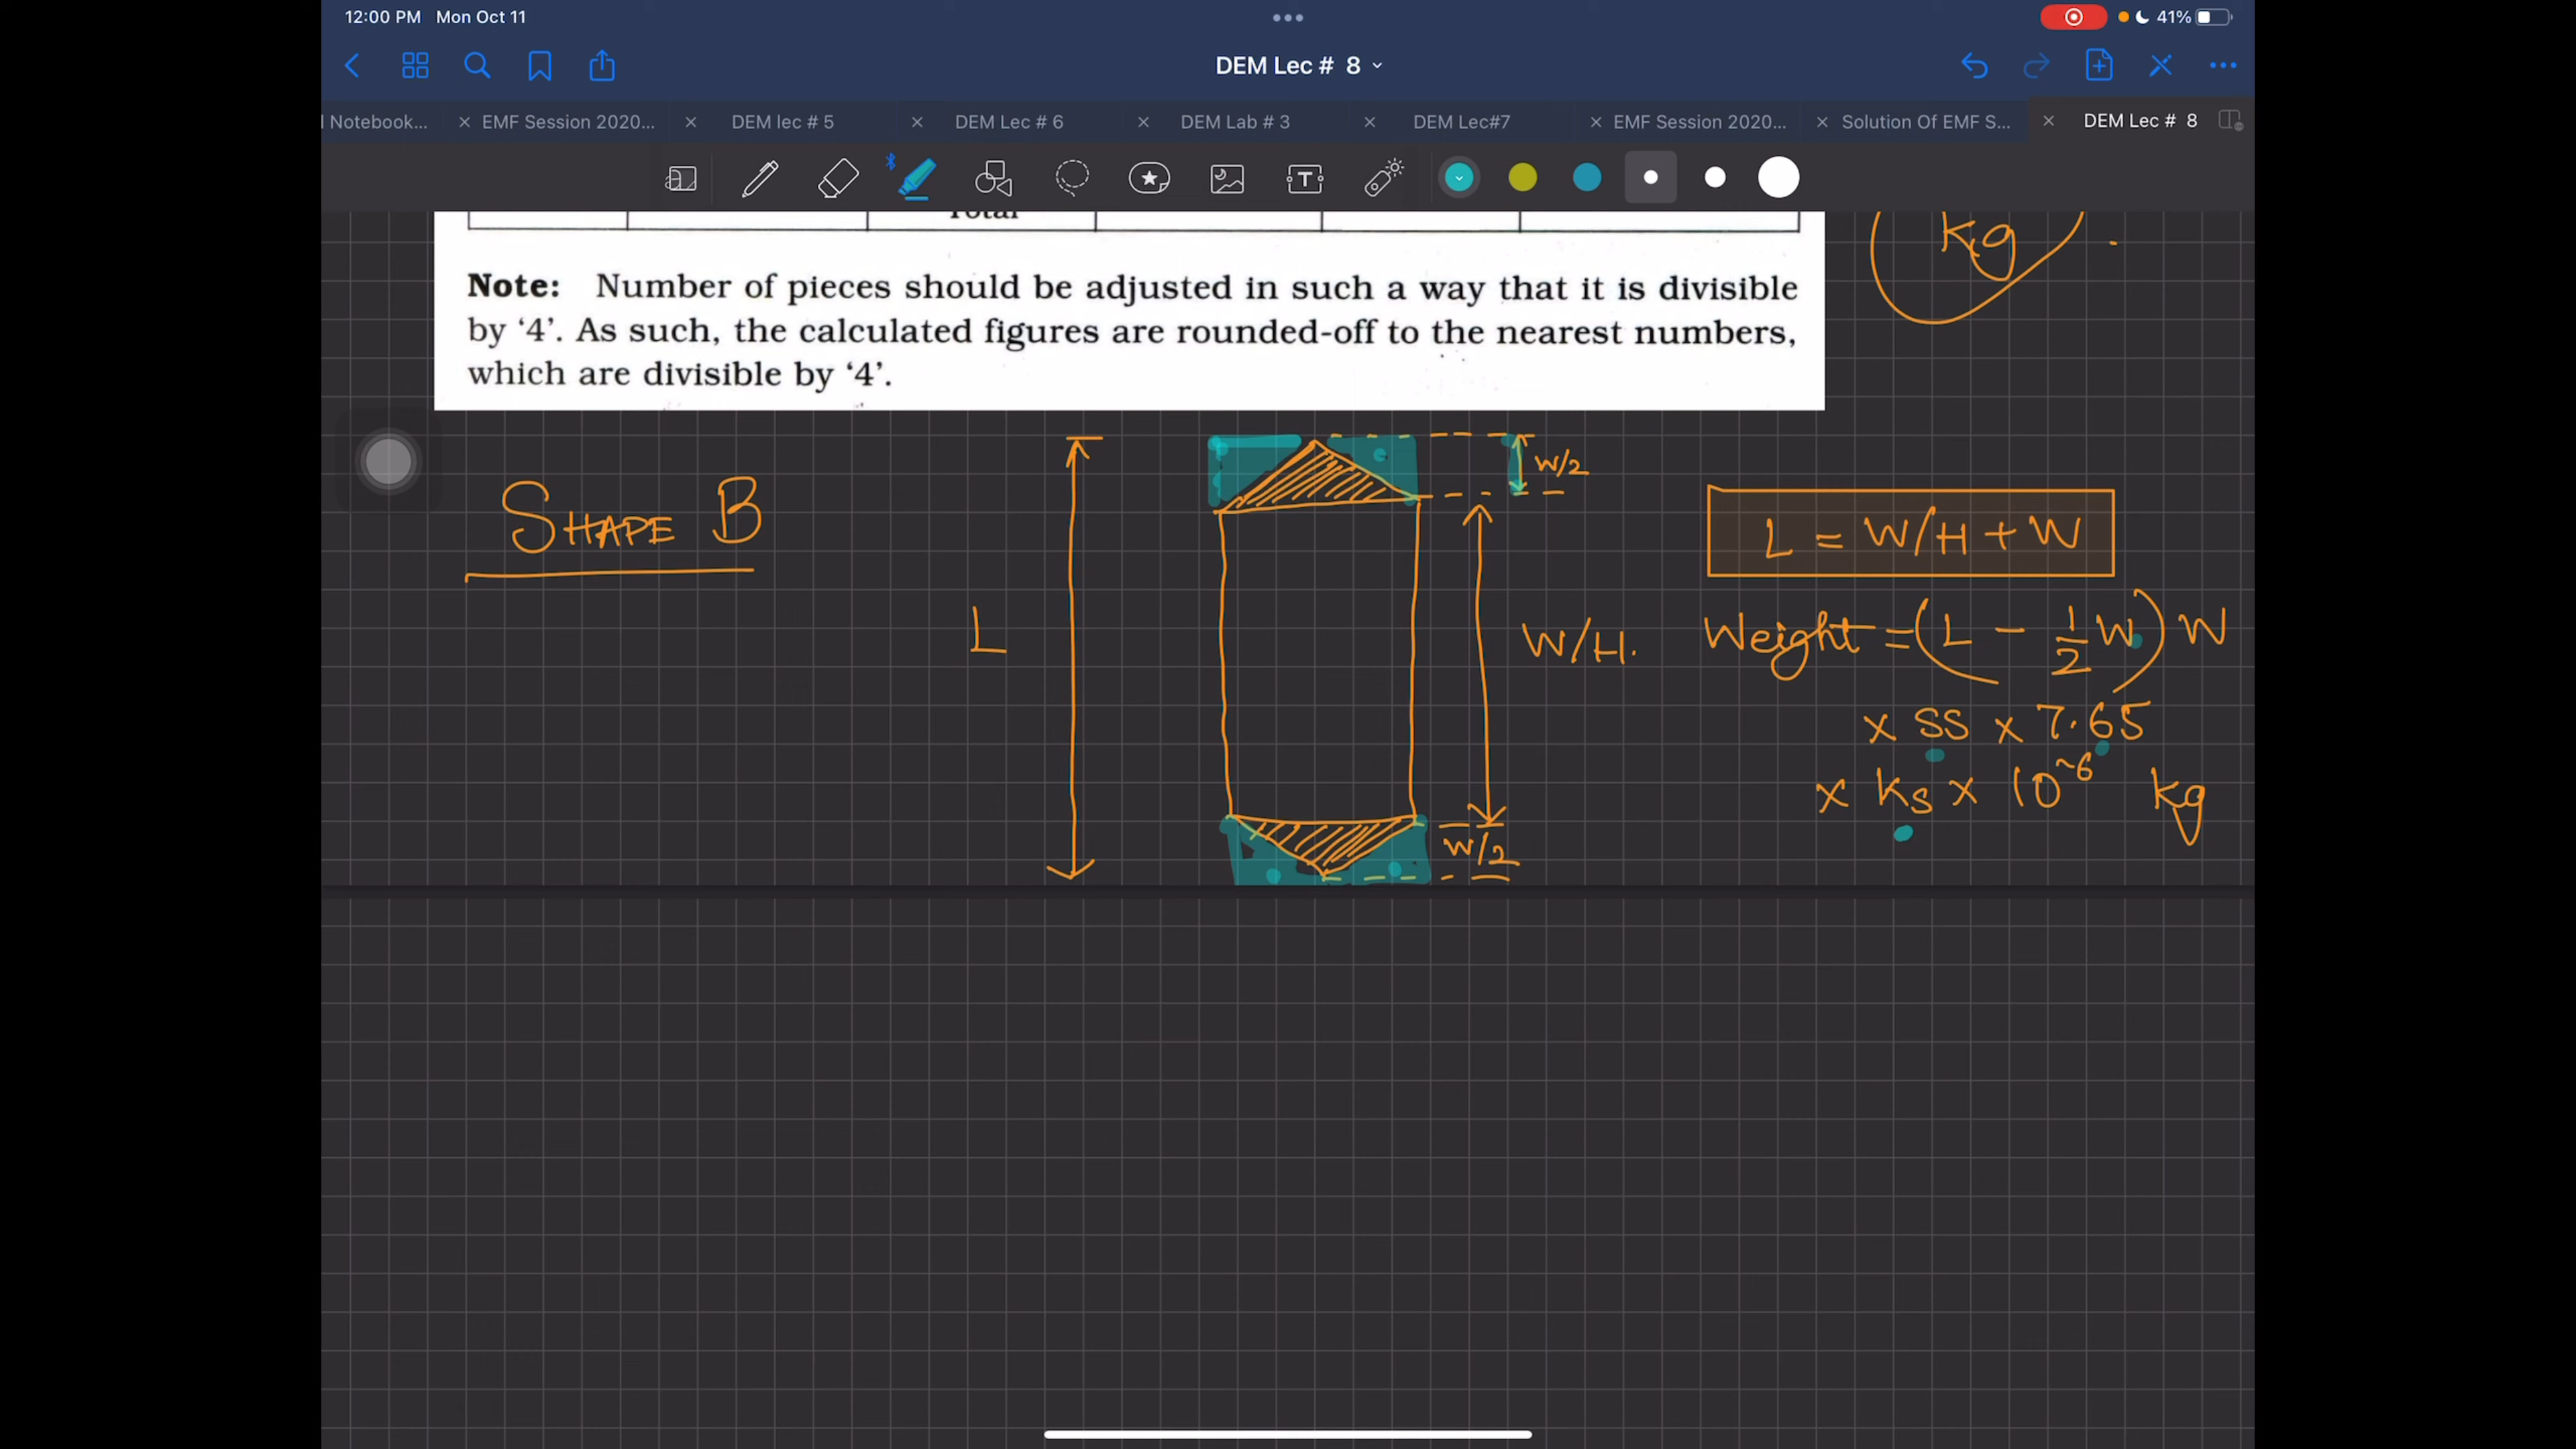 12:00 PM Mon Oct 11
41%
DEM Lec # 8
l Notebook...
EMF Session 2020...
DEM lec # 5
DEM Lec # 6
DEM Lab # 3
DEM Lec#7
EMF Session 2020...
Solution Of EMF S...
DEM Lec # 8
Total
kg
Note: Number of pieces should be adjusted in such a way that it is divisible
by ‘4’. As such, the calculated figures are rounded-off to the nearest numbers,
which are divisible by ‘4’.
SHAPE B
L
W/2
W/H.
W/2
L = W/H + W
Weight = (L - 1/2 W) W
x SS x 7.65
x Ks x 10^-6 kg